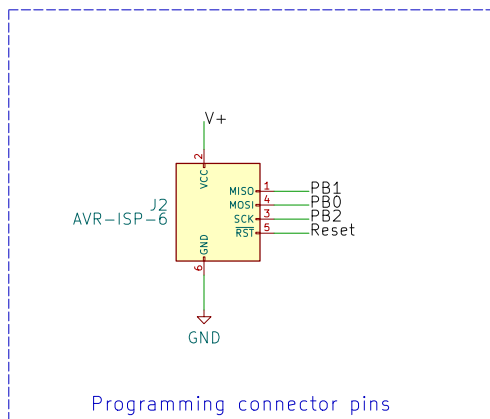 V+
2
VCC
J2
AVR-ISP-6
MISO 1 PB1
MOSI 4 PB0
SCK 3 PB2
RST 5 Reset
GND
6
GND
Programming connector pins